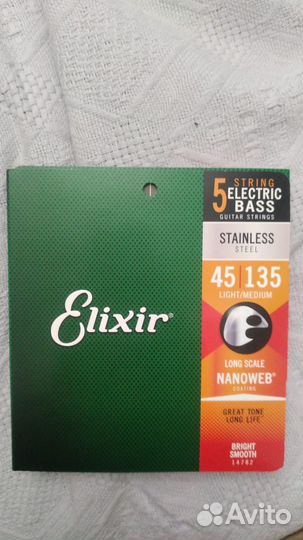 Elixir®
5 STRING
ELECTRIC
BASS
GUITAR STRINGS
STAINLESS
STEEL
45|135
LIGHT/MEDIUM
LONG SCALE
NANOWEB®
COATING
GREAT TONE
LONG LIFE
BRIGHT
SMOOTH
14782
Avito